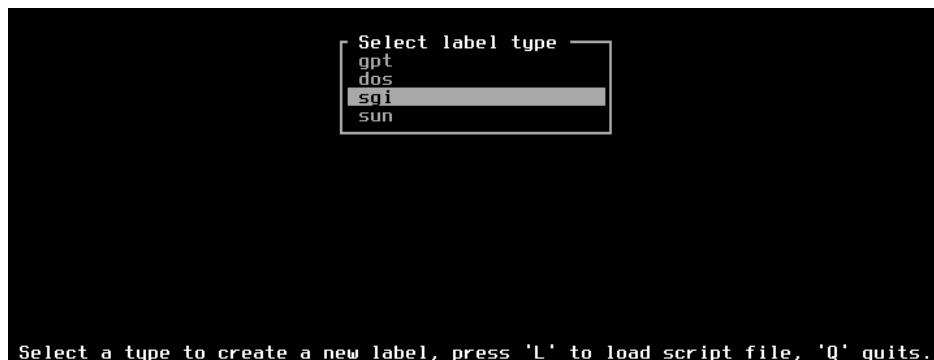 Select label type
gpt
dos
sgi
sun
Select a type to create a new label, press 'L' to load script file, 'Q' quits.